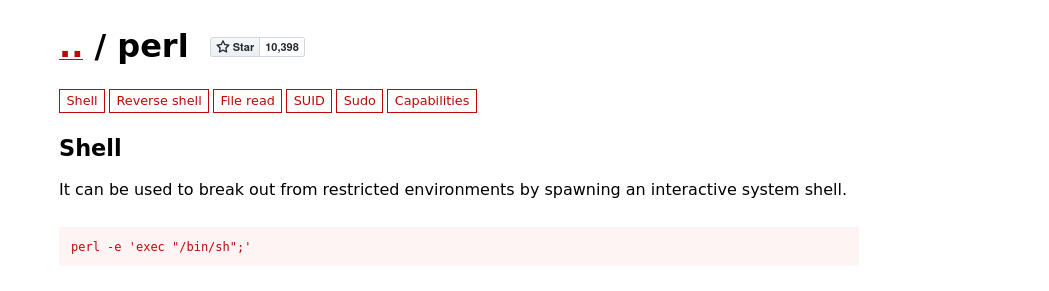 .. / perl Star 10,398
Shell Reverse shell File read SUID Sudo Capabilities
Shell
It can be used to break out from restricted environments by spawning an interactive system shell.
perl -e 'exec "/bin/sh";'